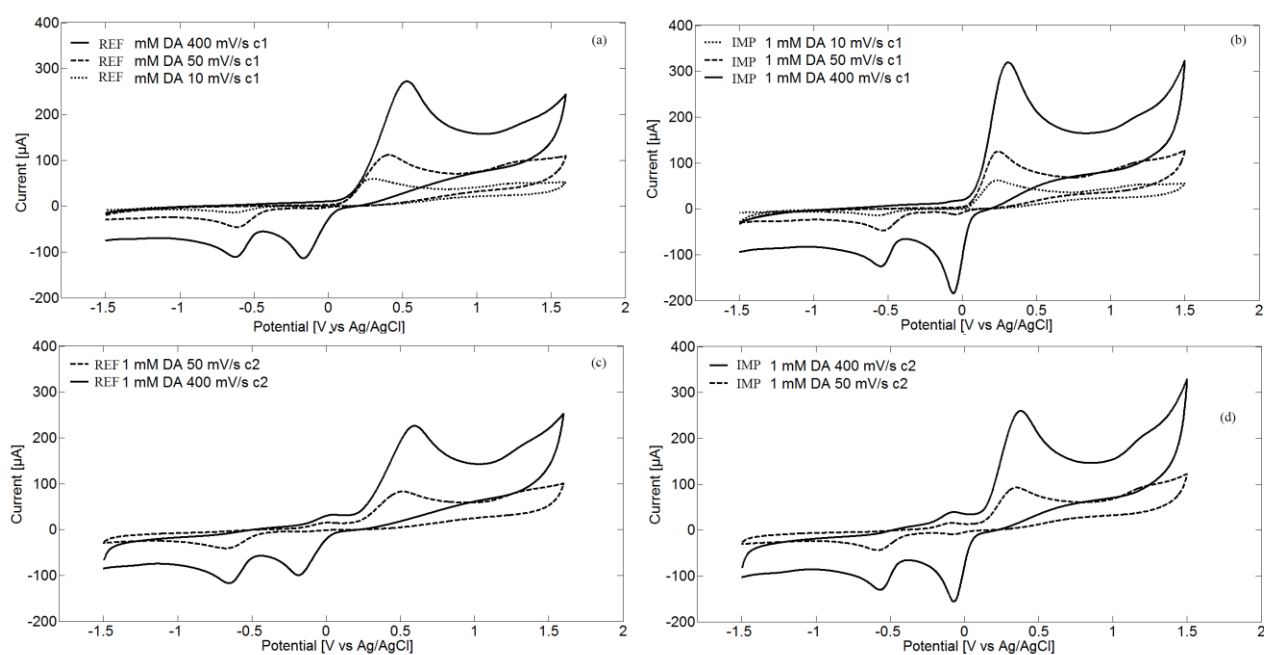 400
300
200
100
0
-100
-200
Current [µA]
REF mM DA 400 mV/s c1
REF mM DA 50 mV/s c1
REF mM DA 10 mV/s c1
(a)
-1.5 -1 -0.5 0 0.5 1 1.5 2
Potential [V vs Ag/AgCl]
400
300
200
100
0
-100
-200
Current [µA]
IMP 1 mM DA 10 mV/s c1
IMP 1 mM DA 50 mV/s c1
IMP 1 mM DA 400 mV/s c1
(b)
-1.5 -1 -0.5 0 0.5 1 1.5 2
Potential [V vs Ag/AgCl]
400
300
200
100
0
-100
-200
Current [µA]
REF 1 mM DA 50 mV/s c2
REF 1 mM DA 400 mV/s c2
(c)
-1.5 -1 -0.5 0 0.5 1 1.5 2
Potential [V vs Ag/AgCl]
400
300
200
100
0
-100
-200
Current [µA]
IMP 1 mM DA 400 mV/s c2
IMP 1 mM DA 50 mV/s c2
(d)
-1.5 -1 -0.5 0 0.5 1 1.5 2
Potential [V vs Ag/AgCl]